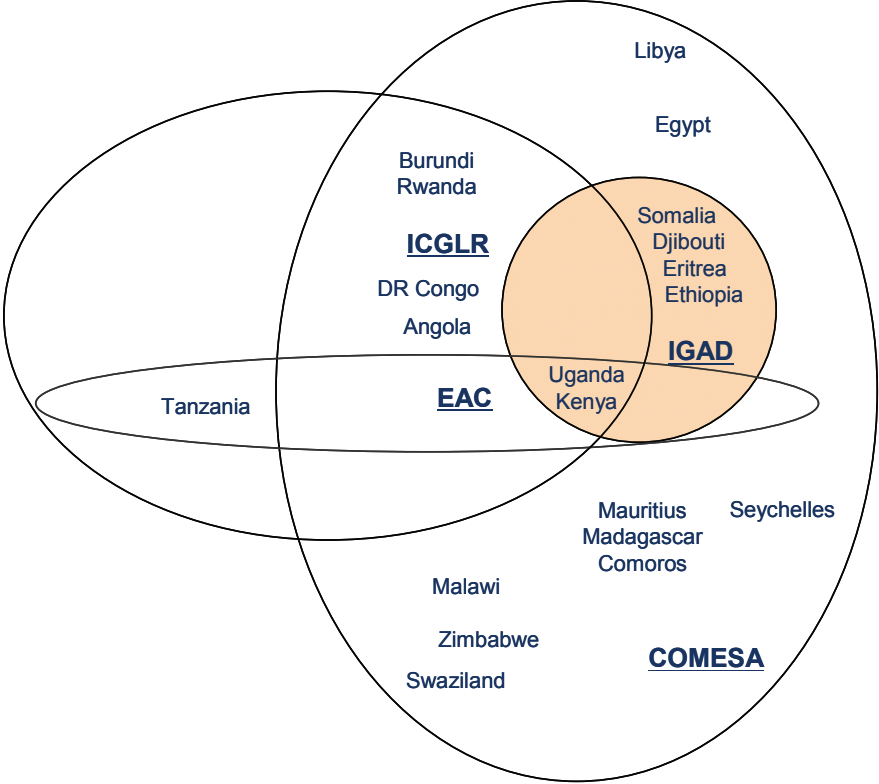 Libya
Egypt
Burundi
Rwanda
ICGLR
DR Congo
Angola
Somalia
Djibouti
Eritrea
Ethiopia
IGAD
Uganda
Kenya
EAC
Tanzania
Mauritius
Madagascar
Comoros
Seychelles
Malawi
Zimbabwe
Swaziland
COMESA